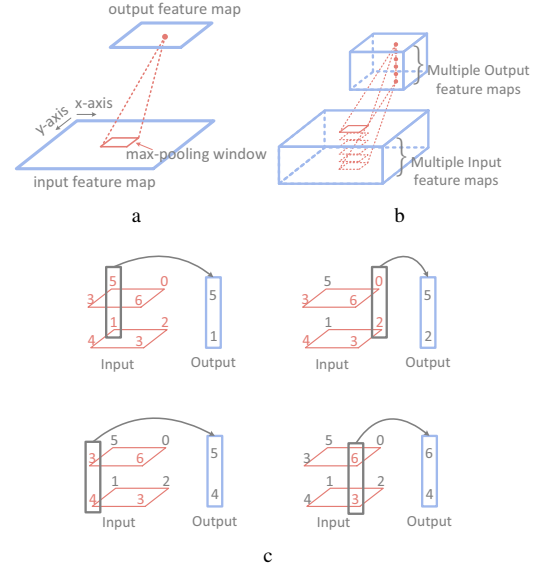 output feature map
x-axis
y-axis
max-pooling window
input feature map
a
Multiple Output
feature maps
Multiple Input
feature maps
b
5 0
3 6
1 2
4 3
5
1
Input Output
5 0
3 6
1 2
4 3
5
2
Input Output
5 0
3 6
1 2
4 3
5
4
Input Output
5 0
3 6
1 2
4 3
6
4
Input Output
c